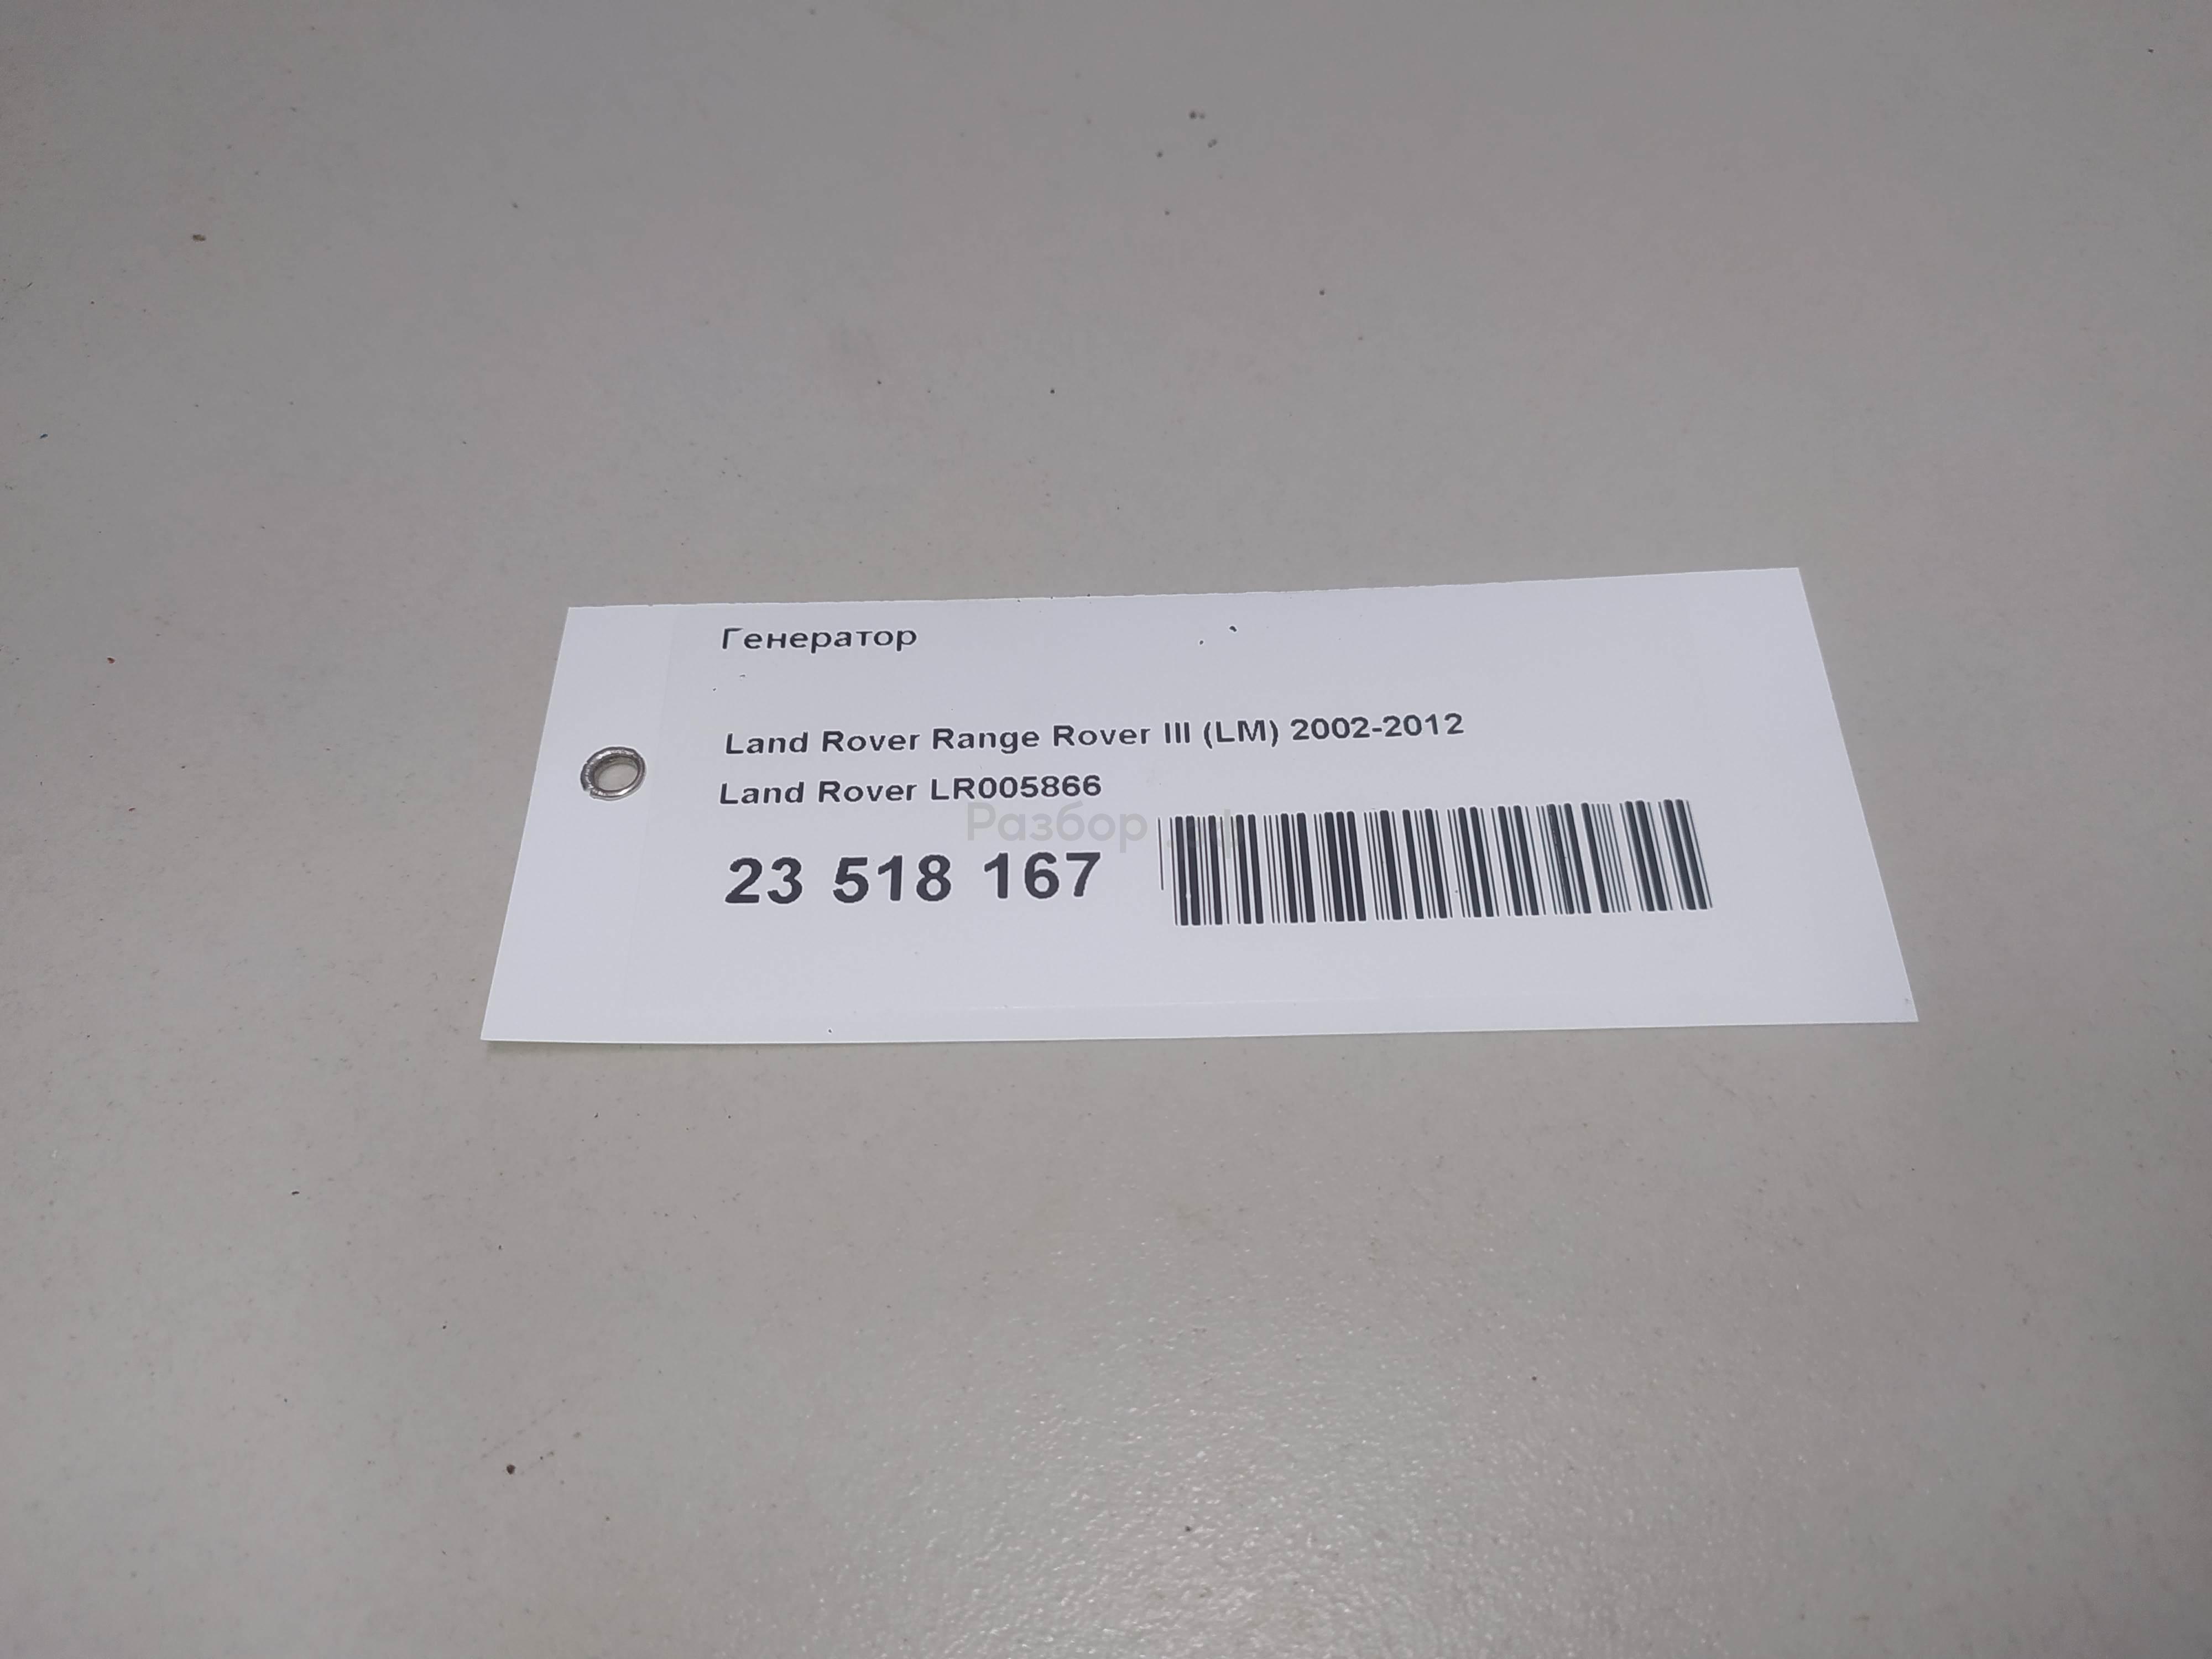 Генератор
Land Rover Range Rover III (LM) 2002-2012
Land Rover LR005866
Разбор
23 518 167